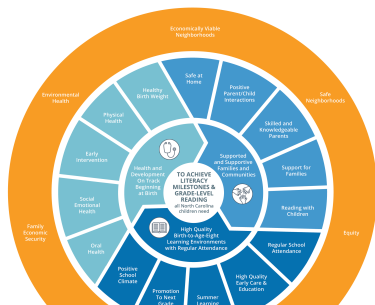 Economically Viable
Neighborhoods
Environmental
Health
Safe
Neighborhoods
Family
Economic
Security
Equity
Safe at
Home
Positive
Parent/Child
Interactions
Skilled and
Knowledgeable
Parents
Support for
Families
Reading with
Children
Regular School
Attendance
High Quality
Early Care &
Education
Summer
Learning
Promotion
To Next
Grade
Positive
School
Climate
Oral
Health
Social
Emotional
Health
Early
Intervention
Physical
Health
Healthy
Birth Weight
Health and
Development
On Track
Beginning
at Birth
Supported
and Supportive
Families and
Communities
High Quality
Birth-to-Age-Eight
Learning Environments
with Regular Attendance
TO ACHIEVE
LITERACY
MILESTONES &
GRADE-LEVEL
READING
all North Carolina
children need